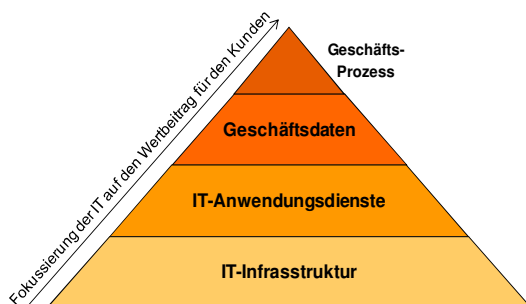 Fokussierung der IT auf den Wertbeitrag für den Kunden
Geschäfts-
Prozess
Geschäftsdaten
IT-Anwendungsdienste
IT-Infrasstruktur